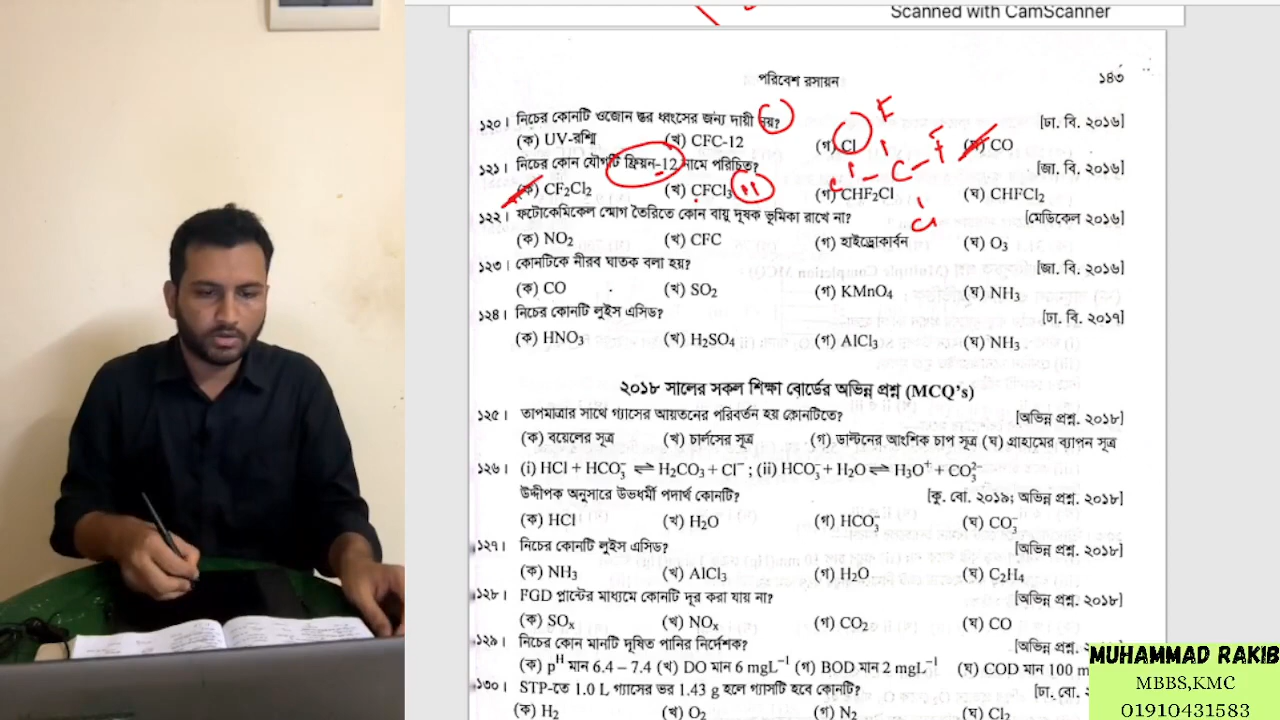 Scanned with CamScanner
পরিবেশ রসায়ন ১৪৩
১২০। নিচের কোনটি ওজোন স্তর ধ্বংসের জন্য দায়ী নয়? [ঢা. বি. ২০১৬]
(ক) UV-রশ্মি (খ) CFC-12 (গ) Cl (ঘ) CO
১২১। নিচের কোন যৌগটি ফ্রিয়ন-12 নামে পরিচিত? [জা. বি. ২০১৬]
(ক) CF₂Cl₂ (খ) CFCl₃ (গ) CHF₂Cl (ঘ) CHFCl₂
১২২। ফটোকেমিকেল স্মোগ তৈরিতে কোন বায়ু দূষক ভূমিকা রাখে না? [মেডিকেল ২০১৬]
(ক) NO₂ (খ) CFC (গ) হাইড্রোকার্বন (ঘ) O₃
১২৩। কোনটিকে নীরব ঘাতক বলা হয়? [জা. বি. ২০১৬]
(ক) CO (খ) SO₂ (গ) KMnO₄ (ঘ) NH₃
১২৪। নিচের কোনটি লুইস এসিড? [ঢা. বি. ২০১৭]
(ক) HNO₃ (খ) H₂SO₄ (গ) AlCl₃ (ঘ) NH₃
২০১৮ সালের সকল শিক্ষা বোর্ডের অভিন্ন প্রশ্ন (MCQ's)
১২৫। তাপমাত্রার সাথে গ্যাসের আয়তনের পরিবর্তন হয় কোনটিতে? [অভিন্ন প্রশ্ন. ২০১৮]
(ক) বয়েলের সূত্র (খ) চার্লসের সূত্র (গ) ডাল্টনের আংশিক চাপ সূত্র (ঘ) গ্রাহামের ব্যাপন সূত্র
১২৬। (i) HCl + HCO₃⁻ ⇌ H₂CO₃ + Cl⁻ ; (ii) HCO₃⁻ + H₂O ⇌ H₃O⁺ + CO₃²⁻
উদ্দীপক অনুসারে উভধর্মী পদার্থ কোনটি? [কু. বো. ২০১৯; অভিন্ন প্রশ্ন. ২০১৮]
(ক) HCl (খ) H₂O (গ) HCO₃⁻ (ঘ) CO₃⁻
১২৭। নিচের কোনটি লুইস এসিড? [অভিন্ন প্রশ্ন. ২০১৮]
(ক) NH₃ (খ) AlCl₃ (গ) H₂O (ঘ) C₂H₄
১২৮। FGD প্লান্টের মাধ্যমে কোনটি দূর করা যায় না? [অভিন্ন প্রশ্ন. ২০১৮]
(ক) SOₓ (খ) NOₓ (গ) CO₂ (ঘ) CO
১২৯। নিচের কোন মানটি দূষিত পানির নির্দেশক? [অভিন্ন প্রশ্ন.
(ক) pᴴ মান 6.4 – 7.4 (খ) DO মান 6 mgL⁻¹ (গ) BOD মান 2 mgL⁻¹ (ঘ) COD মান 100 m
১৩০। STP-তে 1.0 L গ্যাসের ভর 1.43 g হলে গ্যাসটি হবে কোনটি? [ঢা. বো.
(ক) H₂ (খ) O₂ (গ) N₂ (ঘ) Cl₂
F
F
Cl – C –
Cl
11
MUHAMMAD RAKIB
MBBS,KMC
01910431583